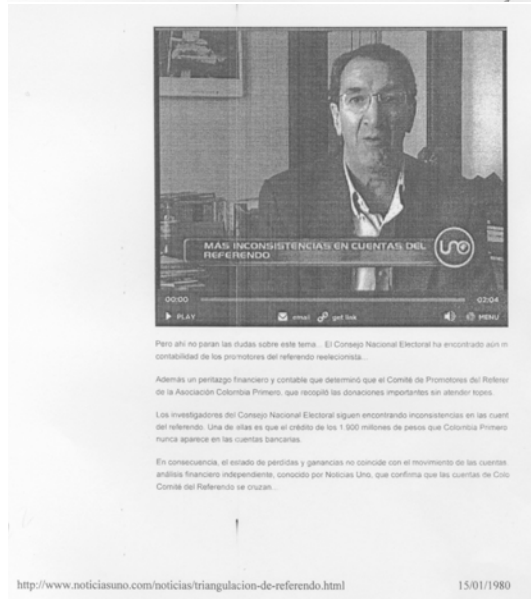 MÁS INCONSISTENCIAS EN CUENTAS DEL
REFERENDO
uno
00:00
02:04
PLAY
email
get link
MENU
Pero ahí no paran las dudas sobre este tema... El Consejo Nacional Electoral ha encontrado aún m
contabilidad de los promotores del referendo reeleccionista...
Además un peritazgo financiero y contable que determinó que el Comité de Promotores del Referen
de la Asociación Colombia Primero, que recopiló las donaciones importantes sin atender topes.
Los investigadores del Consejo Nacional Electoral siguen encontrando inconsistencias en las cuent
del referendo. Una de ellas es que el crédito de los 1.900 millones de pesos que Colombia Primero
nunca aparece en las cuentas bancarias.
En consecuencia, el estado de perdidas y ganancias no coincide con el movimiento de las cuentas
análisis financiero independiente, conocido por Noticias Uno, que confirma que las cuentas de Colo
Comité del Referendo se cruzan...
http://www.noticiasuno.com/noticias/triangulacion-de-referendo.html
15/01/1980